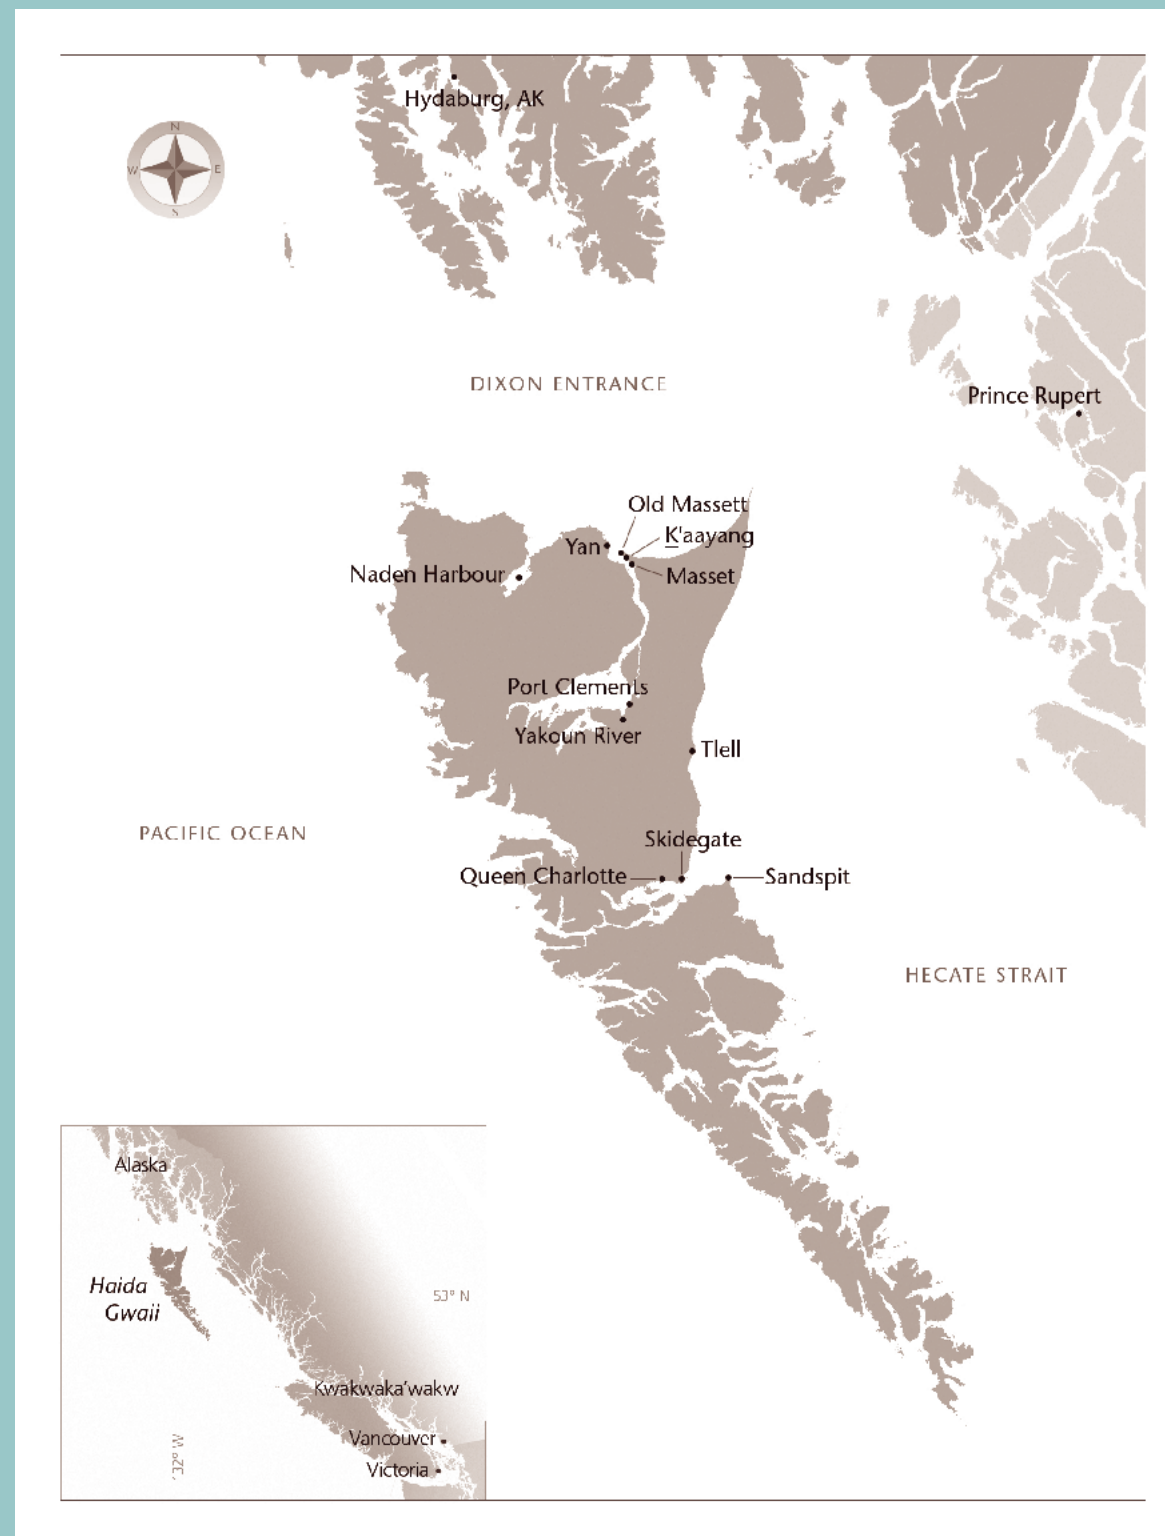 Hydaburg, AK
N
W
E
S
DIXON ENTRANCE
Prince Rupert
Old Massett
K'aayang
Yan
Naden Harbour
Masset
Port Clements
Yakoun River
Tlell
PACIFIC OCEAN
Skidegate
Queen Charlotte
Sandspit
HECATE STRAIT
Alaska
Haida
Gwaii
53° N
Kwakwaka'wakw
Vancouver
Victoria